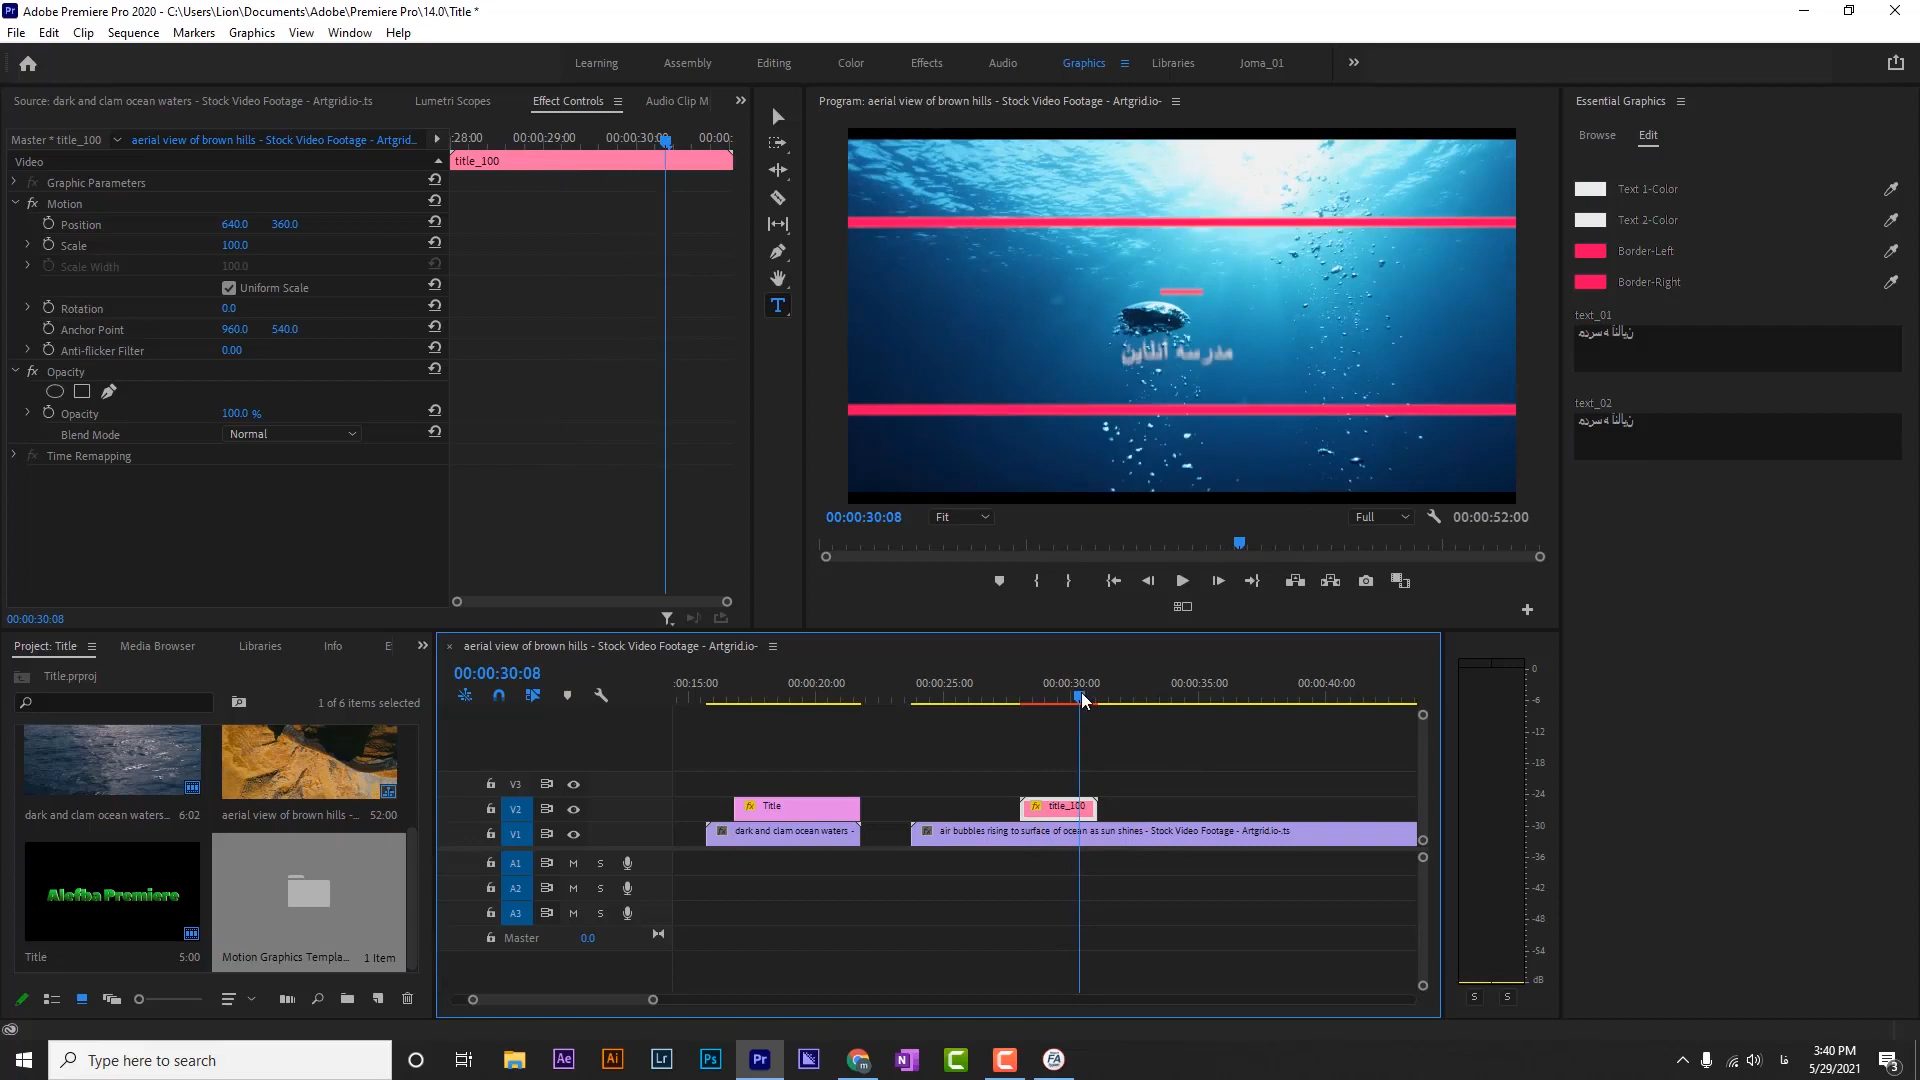 Adobe Premiere Pro 2020 - C:\Users\Lion\Documents\Adobe\Premiere Pro\14.0\Title *
File Edit Clip Sequence Markers Graphics View Window Help
Learning Assembly Editing Color Effects Audio Graphics Libraries Joma_01
Source: dark and clam ocean waters - Stock Video Footage - Artgrid.io-.ts Lumetri Scopes Effect Controls Audio Clip M
Master * title_100 aerial view of brown hills - Stock Video Footage - Artgrid...
:28:00 00:00:29:00 00:00:30:0 00:00:
Video
title_100
Graphic Parameters
Motion
Position 640.0 360.0
Scale 100.0
Scale Width 100.0
Uniform Scale
Rotation 0.0
Anchor Point 960.0 540.0
Anti-flicker Filter 0.00
Opacity
Opacity 100.0 %
Blend Mode Normal
Time Remapping
00:00:30:08
Program: aerial view of brown hills - Stock Video Footage - Artgrid.io-
مدرسه آنلاین
00:00:30:08 Fit Full 00:00:52:00
Essential Graphics
Browse Edit
Text 1-Color
Text 2-Color
Border-Left
Border-Right
text_01
text_02
Project: Title Media Browser Libraries Info E
Title.prproj
1 of 6 items selected
dark and clam ocean waters... 6:02
aerial view of brown hills -... 52:00
Alefba Premiere
Title 5:00
Motion Graphics Templa... 1 Item
aerial view of brown hills - Stock Video Footage - Artgrid.io-
00:00:30:08
:00:15:00 00:00:20:00 00:00:25:00 00:00:30:00 00:00:35:00 00:00:40:00
V3
V2 Title title_100
V1 dark and clam ocean waters - air bubbles rising to surface of ocean as sun shines - Stock Video Footage - Artgrid.io-.ts
A1 M S
A2 M S
A3 M S
Master 0.0
0
-6
-12
-18
-24
-30
-36
-42
-48
-54
dB
S S
Type here to search
Ae Ai Lr Ps Pr
فا
3:40 PM
5/29/2021
3